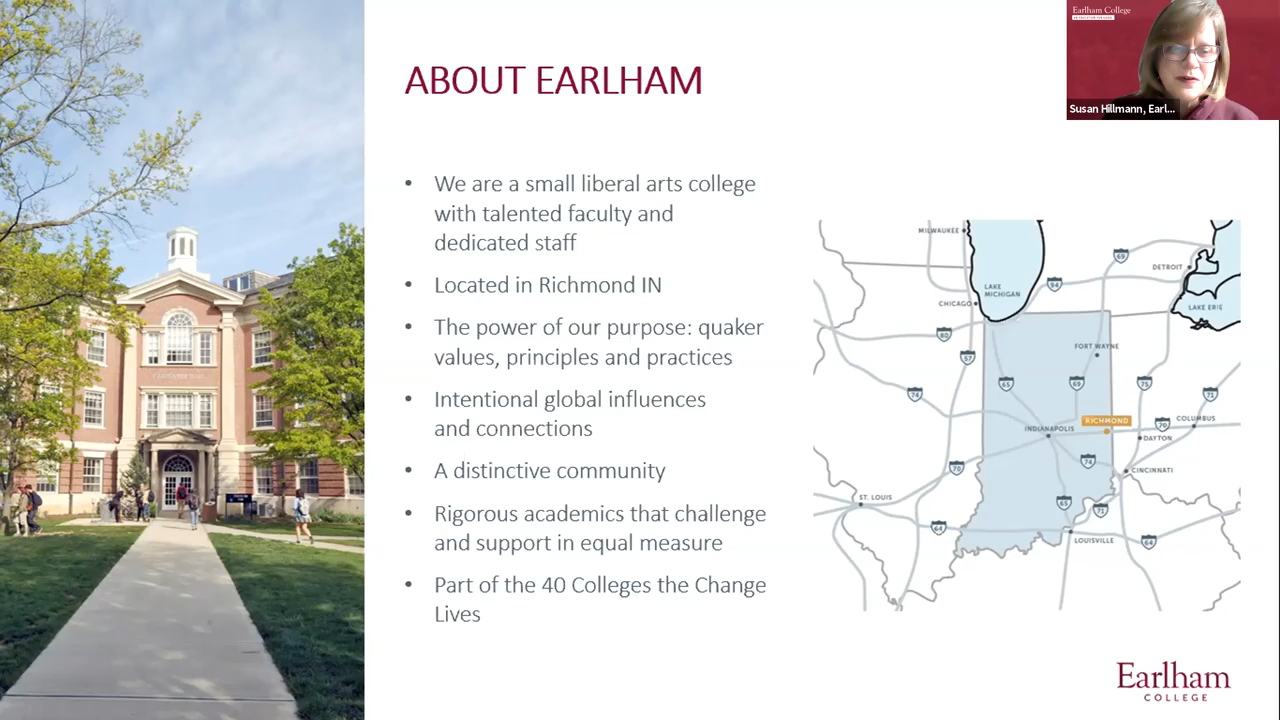 Earlham College
Susan Hillmann, Earl...
ABOUT EARLHAM
• We are a small liberal arts college
with talented faculty and
dedicated staff
• Located in Richmond IN
• The power of our purpose: quaker
values, principles and practices
• Intentional global influences
and connections
• A distinctive community
• Rigorous academics that challenge
and support in equal measure
• Part of the 40 Colleges the Change
Lives
MILWAUKEE
69
DETROIT
94
LAKE
MICHIGAN
CHICAGO
LAKE ERIE
80
FORT WAYNE
57
65
69
75
74
71
RICHMOND
INDIANAPOLIS
70
COLUMBUS
DAYTON
74
70
CINCINNATI
ST. LOUIS
65
71
64
LOUISVILLE
64
Earlham
COLLEGE